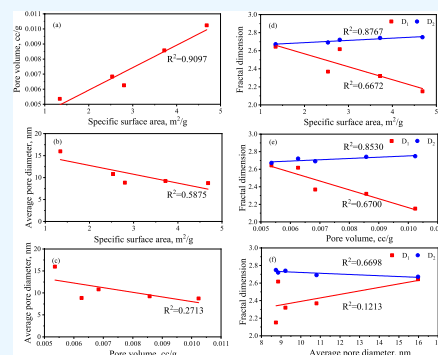 (a)
R²=0.9097
Pore volume, cc/g
0.011
0.010
0.009
0.008
0.007
0.006
0.005
1 2 3 4 5
Specific surface area, m²/g
(b)
R²=0.5875
Average pore diameter, nm
25
20
15
10
5
0
1 2 3 4 5
Specific surface area, m²/g
(c)
R²=0.2713
Average pore diameter, nm
25
20
15
10
5
0
0.005 0.006 0.007 0.008 0.009 0.010 0.011
Pore volume, cc/g
(d)
D₁ D₂
R²=0.8767
R²=0.6672
Fractal dimension
3.0
2.8
2.6
2.4
2.2
2.0
1 2 3 4 5
Specific surface area, m²/g
(e)
D₁ D₂
R²=0.8530
R²=0.6700
Fractal dimension
3.0
2.8
2.6
2.4
2.2
2.0
0.005 0.006 0.007 0.008 0.009 0.010
Pore volume, cc/g
(f)
D₁ D₂
R²=0.6698
R²=0.1213
Fractal dimension
3.0
2.8
2.6
2.4
2.2
2.0
8 9 10 11 12 13 14 15 16
Average pore diameter, nm